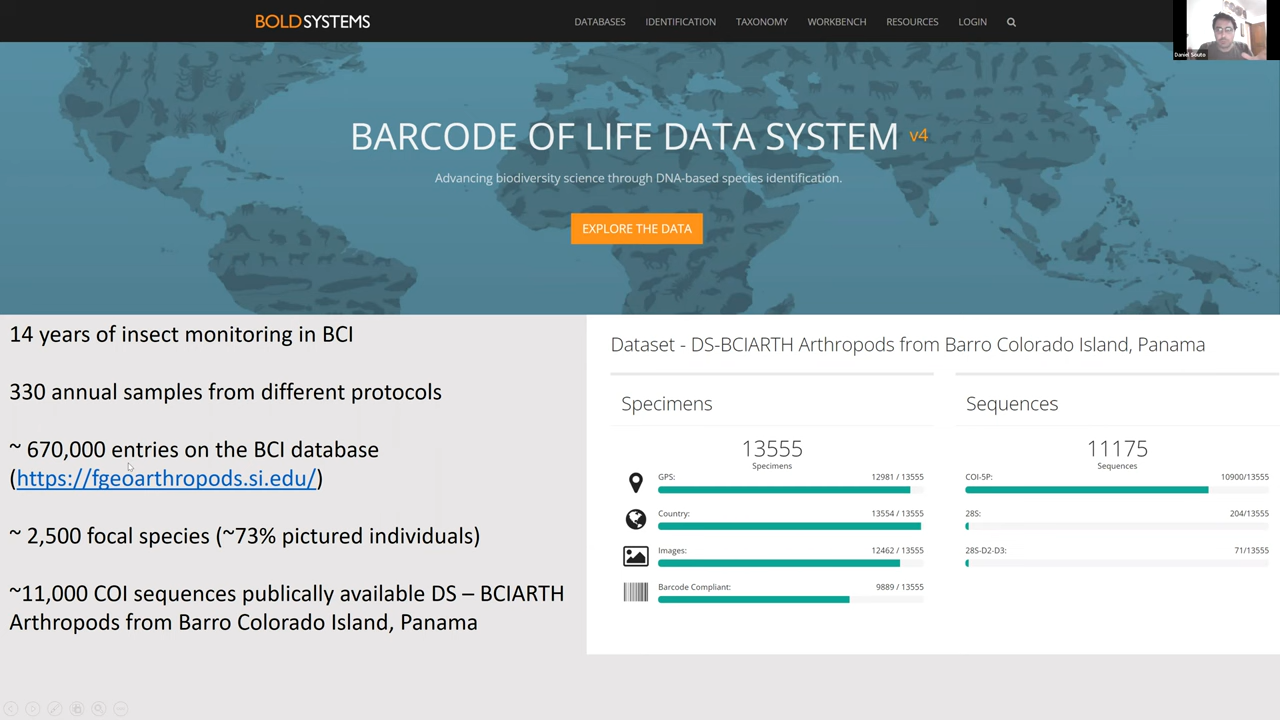 BOLDSYSTEMS
DATABASES IDENTIFICATION TAXONOMY WORKBENCH RESOURCES LOGIN
Daniel Souto
BARCODE OF LIFE DATA SYSTEM v4
Advancing biodiversity science through DNA-based species identification.
EXPLORE THE DATA
14 years of insect monitoring in BCI
330 annual samples from different protocols
~ 670,000 entries on the BCI database
(https://fgeoarthropods.si.edu/)
~ 2,500 focal species (~73% pictured individuals)
~11,000 COI sequences publically available DS – BCIARTH
Arthropods from Barro Colorado Island, Panama
Dataset - DS-BCIARTH Arthropods from Barro Colorado Island, Panama
Specimens
13555
Specimens
GPS: 12981 / 13555
Country: 13554 / 13555
Images: 12462 / 13555
Barcode Compliant: 9889 / 13555
Sequences
11175
Sequences
COI-5P: 10900/13555
28S: 204/13555
28S-D2-D3: 71/13555